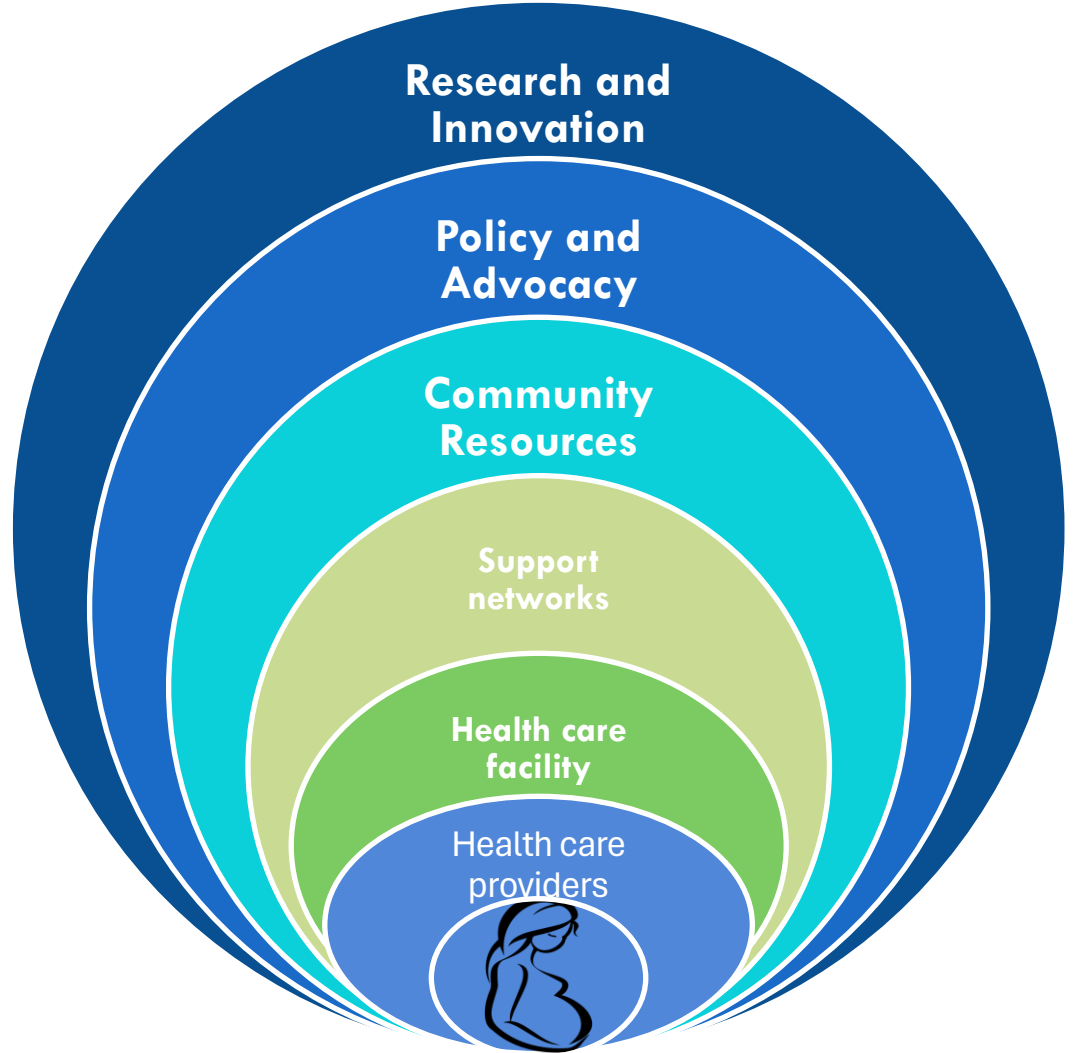 Research and
Innovation
Policy and
Advocacy
Community
Resources
Support
networks
Health care
facility
Health care
providers